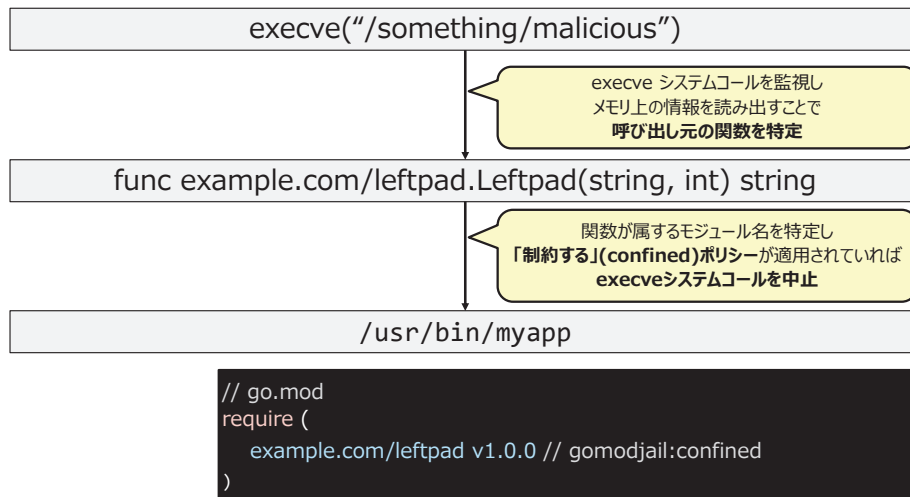 execve(“/something/malicious”)
execve システムコールを監視し
メモリ上の情報を読み出すことで
呼び出し元の関数を特定
func example.com/leftpad.Leftpad(string, int) string
関数が属するモジュール名を特定し
「制約する」(confined)ポリシーが適用されていれば
execveシステムコールを中止
/usr/bin/myapp
// go.mod
require (
example.com/leftpad v1.0.0 // gomodjail:confined
)